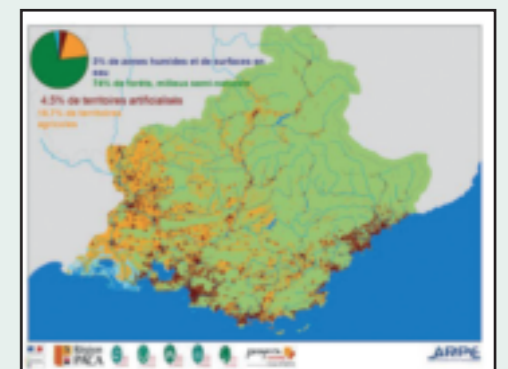 3% de zones humides et de surfaces en
eau
74% de forêts, milieux semi-naturels
4.5% de territoires artificialisés
18.7% de territoires
agricoles
Région
PACA
ARPE